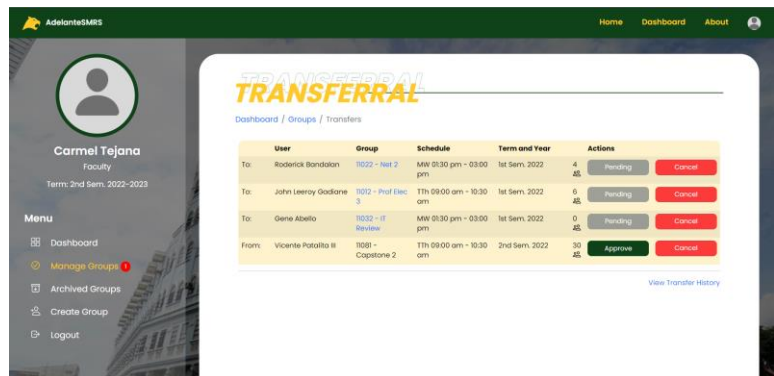 AdelanteSMRS
Home Dashboard About
TRANSFERRAL
TRANSFERRAL
Dashboard / Groups / Transfers
Carmel Tejana
Faculty
Term: 2nd Sem. 2022-2023
Menu
Dashboard
Manage Groups 1
Archived Groups
Create Group
Logout
User Group Schedule Term and Year Actions
To: Roderick Bandalan 11022 - Net 2 MW 01:30 pm - 03:00 1st Sem. 2022 4 Pending Cancel
pm
To: John Leeroy Gadiane 11012 - Prof Elec TTh 09:00 am - 10:30 1st Sem. 2022 6 Pending Cancel
3 am
To: Gene Abello 11032 - IT MW 01:30 pm - 03:00 1st Sem. 2022 0 Pending Cancel
Review pm
From: Vicente Patalita III 11081 - TTh 09:00 am - 10:30 2nd Sem. 2022 30 Approve Cancel
Capstone 2 am
View Transfer History